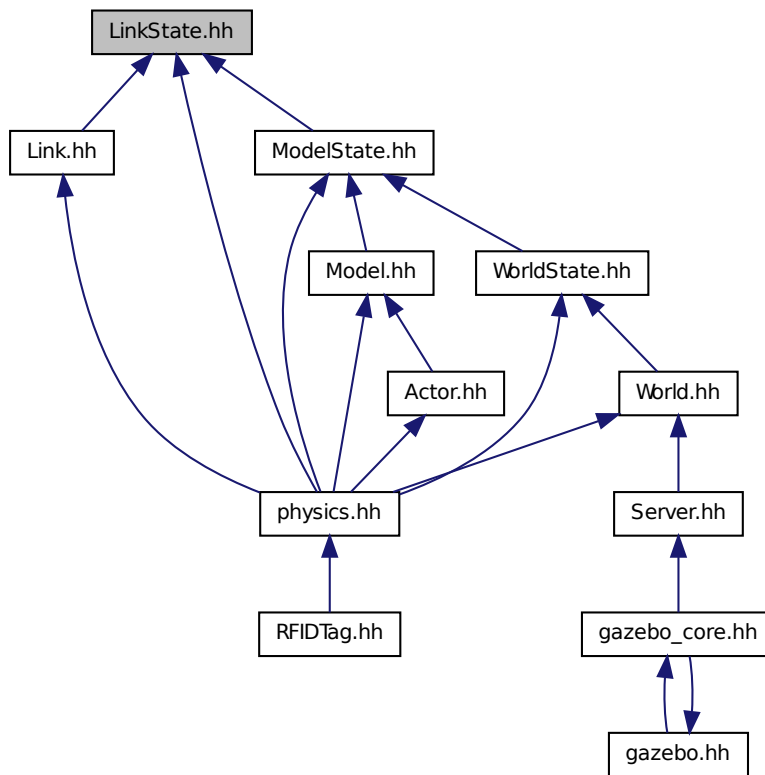 LinkState.hh
Link.hh
ModelState.hh
Model.hh
WorldState.hh
Actor.hh
World.hh
physics.hh
Server.hh
RFIDTag.hh
gazebo_core.hh
gazebo.hh